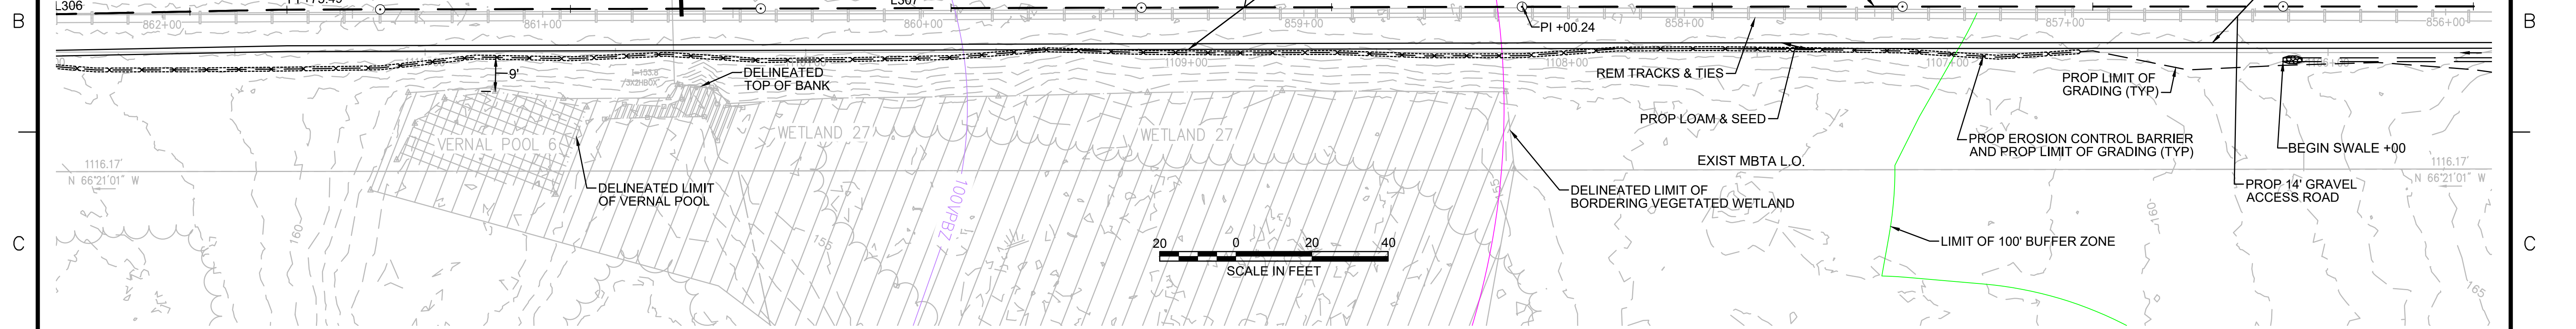 B
L306
862+00
861+00
L307
860+00
859+00
PI +00.24
858+00
857+00
856+00
B
9'
DELINEATED
TOP OF BANK
1109+00
1108+00
1107+00
REM TRACKS & TIES
PROP LIMIT OF
GRADING (TYP)
PROP LOAM & SEED
VERNAL POOL 6
WETLAND 27
WETLAND 27
PROP EROSION CONTROL BARRIER
AND PROP LIMIT OF GRADING (TYP)
BEGIN SWALE +00
EXIST MBTA L.O.
1116.17'
N 66°21'01" W
1116.17'
N 66°21'01" W
DELINEATED LIMIT
OF VERNAL POOL
DELINEATED LIMIT OF
BORDERING VEGETATED WETLAND
PROP 14' GRAVEL
ACCESS ROAD
100VPBZ
155
160
155
160
165
C
20 0 20 40
SCALE IN FEET
LIMIT OF 100' BUFFER ZONE
C